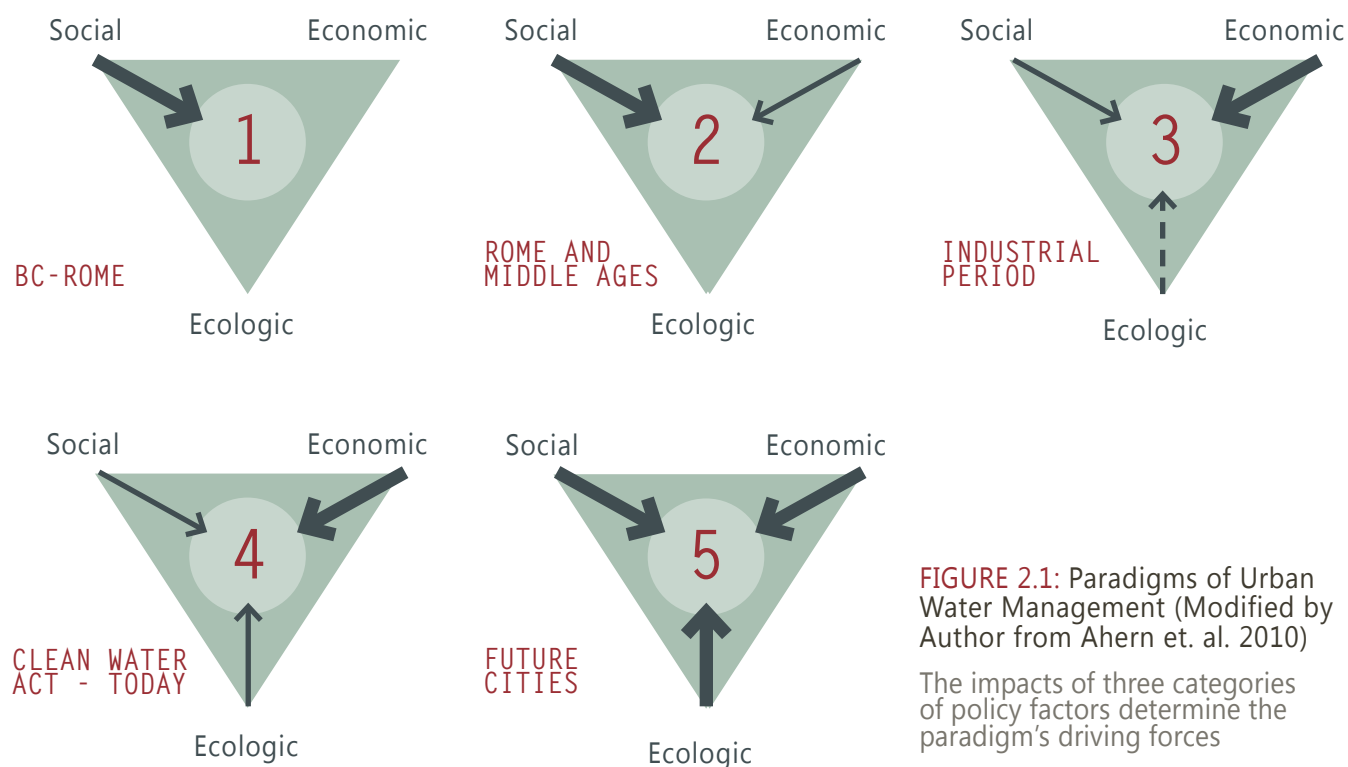 Social Economic
1
BC-ROME
Ecologic
Social Economic
2
ROME AND
MIDDLE AGES
Ecologic
Social Economic
3
INDUSTRIAL
PERIOD
Ecologic
Social Economic
4
CLEAN WATER
ACT - TODAY
Ecologic
Social Economic
5
FUTURE
CITIES
Ecologic
FIGURE 2.1: Paradigms of Urban
Water Management (Modified by
Author from Ahern et. al. 2010)
The impacts of three categories
of policy factors determine the
paradigm's driving forces